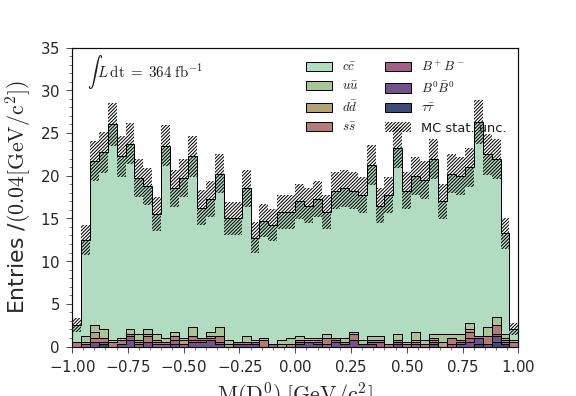 ∫L dt = 364 fb⁻¹
cc̄
uū
dd̄
ss̄
B⁺B⁻
B⁰B̄⁰
ττ̄
MC stat. unc.
Entries /(0.04[GeV/c²])
35
30
25
20
15
10
5
0
−1.00 −0.75 −0.50 −0.25 0.00 0.25 0.50 0.75 1.00
M(D⁰) [GeV/c²]